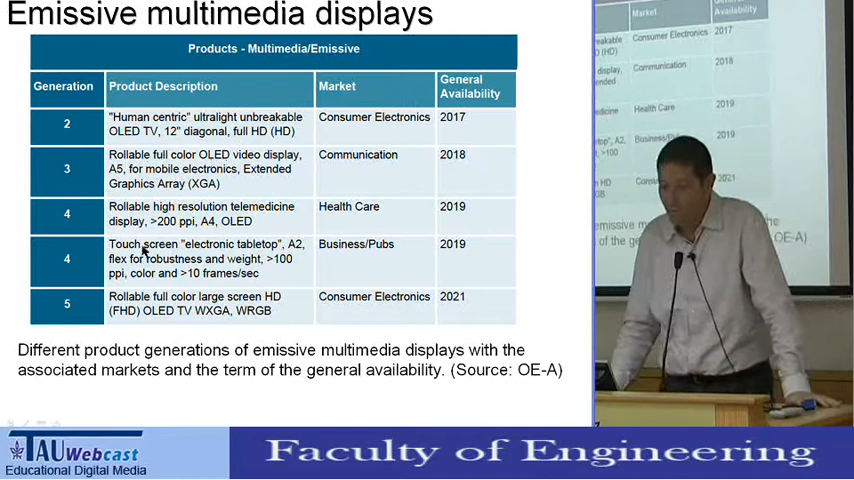 Emissive multimedia displays
Products - Multimedia/Emissive
Generation Product Description Market General Availability
2 "Human centric" ultralight unbreakable Consumer Electronics 2017
OLED TV, 12" diagonal, full HD (HD)
3 Rollable full color OLED video display, Communication 2018
A5, for mobile electronics, Extended
Graphics Array (XGA)
4 Rollable high resolution telemedicine Health Care 2019
display, >200 ppi, A4, OLED
4 Touch screen "electronic tabletop", A2, Business/Pubs 2019
flex for robustness and weight, >100
ppi, color and >10 frames/sec
5 Rollable full color large screen HD Consumer Electronics 2021
(FHD) OLED TV WXGA, WRGB
Different product generations of emissive multimedia displays with the
associated markets and the term of the general availability. (Source: OE-A)
Market Availability
Consumer Electronics 2017
Communication 2018
Health Care 2019
Business/Pubs 2019
2021
TAU Webcast
Educational Digital Media
Faculty of Engineering